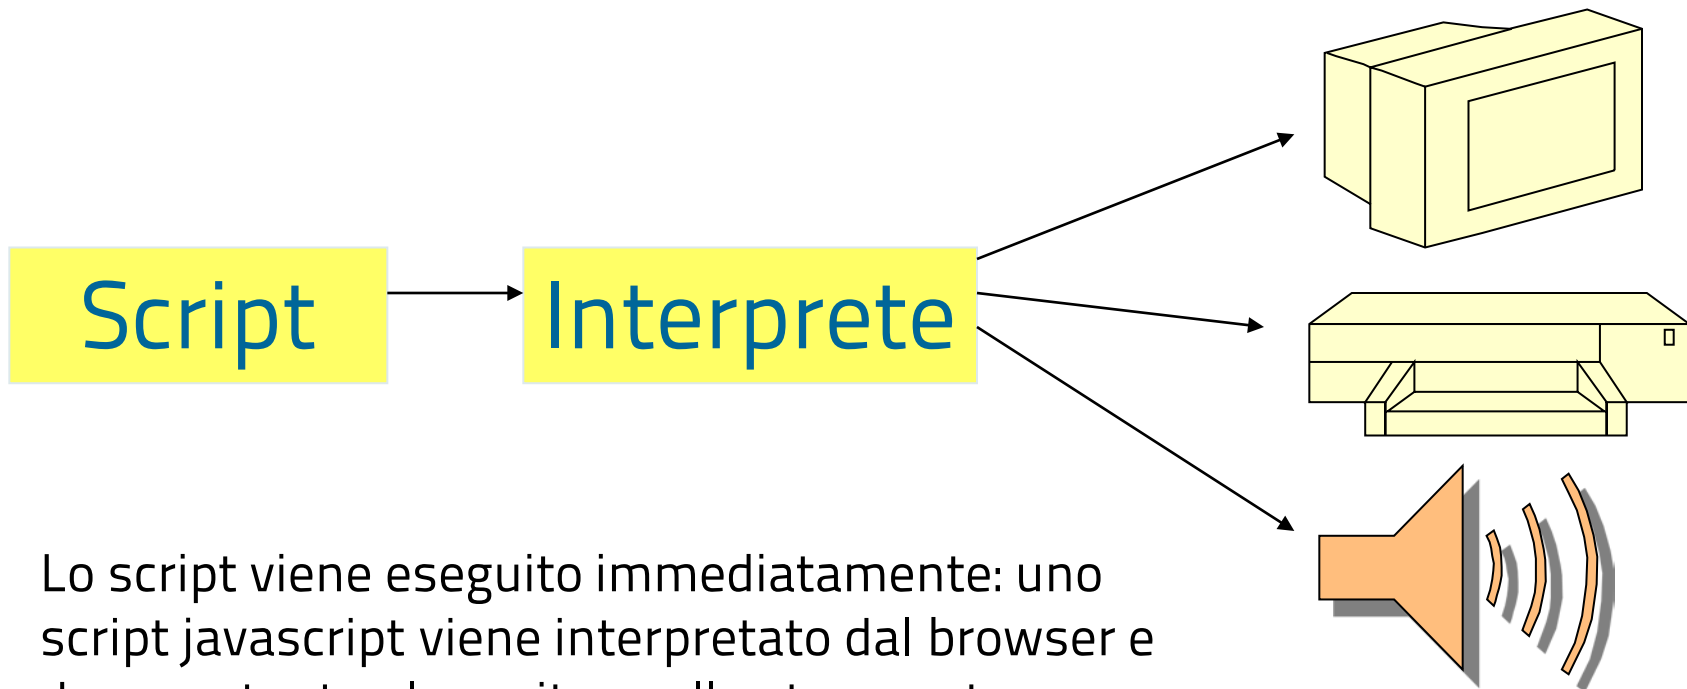 Script
Interprete
Lo script viene eseguito immediatamente: uno
script javascript viene interpretato dal browser e